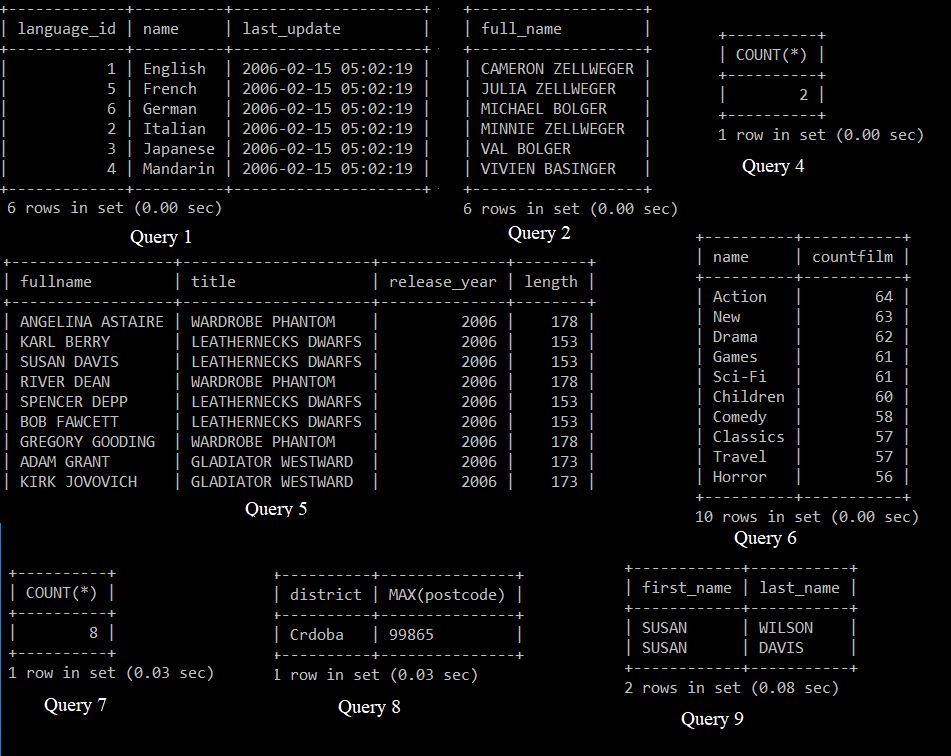 +-------------+----------+---------------------+
| language_id | name | last_update |
+-------------+----------+---------------------+
| 1 | English | 2006-02-15 05:02:19 |
| 5 | French | 2006-02-15 05:02:19 |
| 6 | German | 2006-02-15 05:02:19 |
| 2 | Italian | 2006-02-15 05:02:19 |
| 3 | Japanese | 2006-02-15 05:02:19 |
| 4 | Mandarin | 2006-02-15 05:02:19 |
+-------------+----------+---------------------+
6 rows in set (0.00 sec)
Query 1
+-------------------+
| full_name |
+-------------------+
| CAMERON ZELLWEGER |
| JULIA ZELLWEGER |
| MICHAEL BOLGER |
| MINNIE ZELLWEGER |
| VAL BOLGER |
| VIVIEN BASINGER |
+-------------------+
6 rows in set (0.00 sec)
Query 2
+----------+
| COUNT(*) |
+----------+
| 2 |
+----------+
1 row in set (0.00 sec)
Query 4
+------------------+---------------------+--------------+--------+
| fullname | title | release_year | length |
+------------------+---------------------+--------------+--------+
| ANGELINA ASTAIRE | WARDROBE PHANTOM | 2006 | 178 |
| KARL BERRY | LEATHERNECKS DWARFS | 2006 | 153 |
| SUSAN DAVIS | LEATHERNECKS DWARFS | 2006 | 153 |
| RIVER DEAN | WARDROBE PHANTOM | 2006 | 178 |
| SPENCER DEPP | LEATHERNECKS DWARFS | 2006 | 153 |
| BOB FAWCETT | LEATHERNECKS DWARFS | 2006 | 153 |
| GREGORY GOODING | WARDROBE PHANTOM | 2006 | 178 |
| ADAM GRANT | GLADIATOR WESTWARD | 2006 | 173 |
| KIRK JOVOVICH | GLADIATOR WESTWARD | 2006 | 173 |
Query 5
+----------+-----------+
| name | countfilm |
+----------+-----------+
| Action | 64 |
| New | 63 |
| Drama | 62 |
| Games | 61 |
| Sci-Fi | 61 |
| Children | 60 |
| Comedy | 58 |
| Classics | 57 |
| Travel | 57 |
| Horror | 56 |
+----------+-----------+
10 rows in set (0.00 sec)
Query 6
+----------+
| COUNT(*) |
+----------+
| 8 |
+----------+
1 row in set (0.03 sec)
Query 7
+----------+---------------+
| district | MAX(postcode) |
+----------+---------------+
| Crdoba | 99865 |
+----------+---------------+
1 row in set (0.03 sec)
Query 8
+------------+-----------+
| first_name | last_name |
+------------+-----------+
| SUSAN | WILSON |
| SUSAN | DAVIS |
+------------+-----------+
2 rows in set (0.08 sec)
Query 9